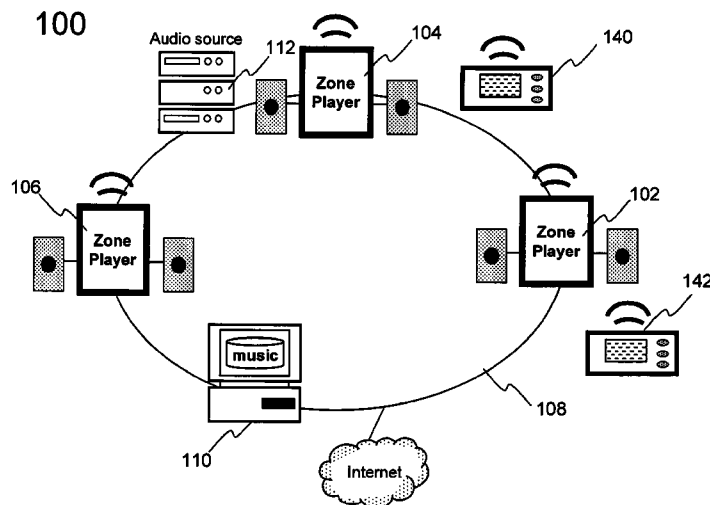 100
Audio source
112
104
140
Zone
Player
106
Zone
Player
102
Zone
Player
142
music
108
110
Internet